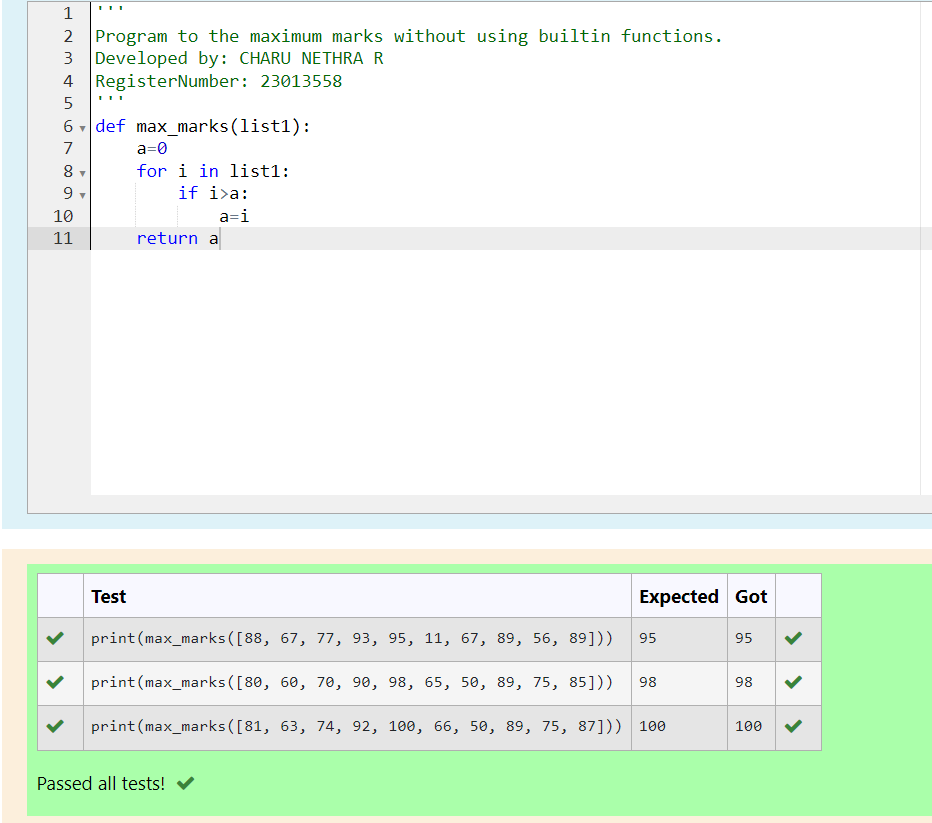 1 '''
2 Program to the maximum marks without using builtin functions.
3 Developed by: CHARU NETHRA R
4 RegisterNumber: 23013558
5 '''
6 def max_marks(list1):
7     a=0
8     for i in list1:
9         if i>a:
10             a=i
11     return a
Test Expected Got
print(max_marks([88, 67, 77, 93, 95, 11, 67, 89, 56, 89])) 95 95
print(max_marks([80, 60, 70, 90, 98, 65, 50, 89, 75, 85])) 98 98
print(max_marks([81, 63, 74, 92, 100, 66, 50, 89, 75, 87])) 100 100
Passed all tests!